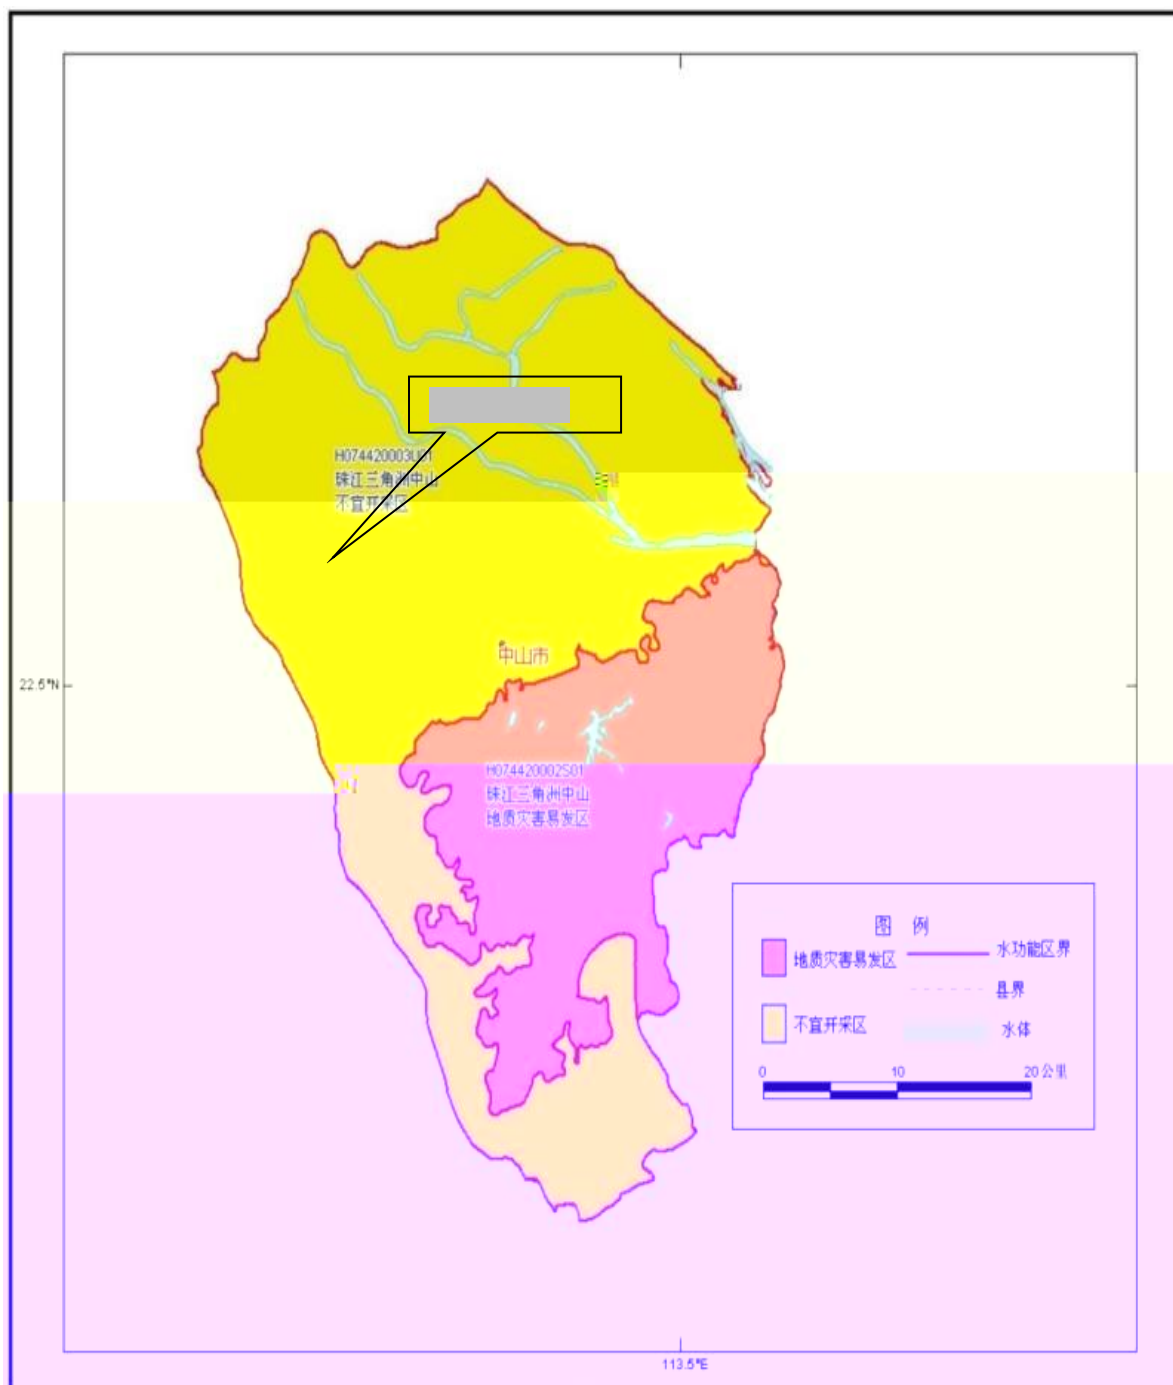 H074420003U01
珠江三角洲中山
不宜开采区
中山市
22.5°N
H074420002S01
珠江三角洲中山
地质灾害易发区
图 例
地质灾害易发区
水功能区界
县界
不宜开采区
水体
0 10 20 公里
113.5°E